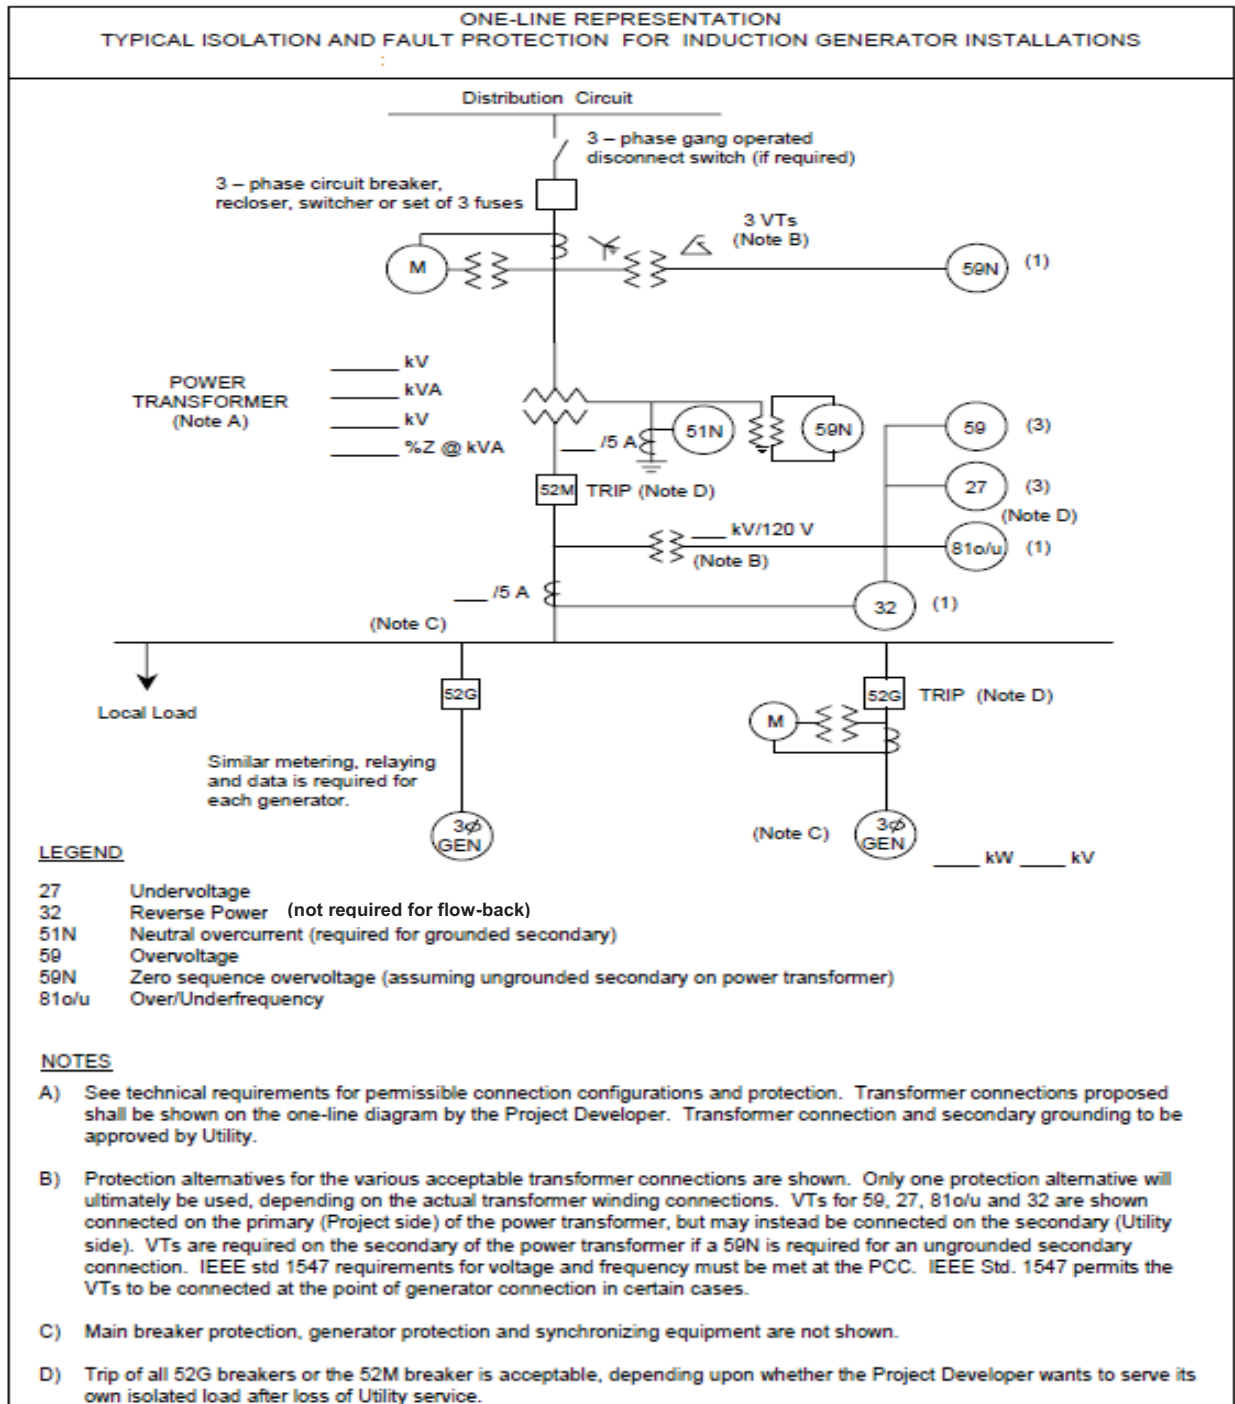 ONE-LINE REPRESENTATION
TYPICAL ISOLATION AND FAULT PROTECTION FOR INDUCTION GENERATOR INSTALLATIONS
:
Distribution Circuit
3 – phase gang operated
disconnect switch (if required)
3 – phase circuit breaker,
recloser, switcher or set of 3 fuses
3 VTs
(Note B)
M
59N (1)
POWER
TRANSFORMER
(Note A)
____ kV
____ kVA
____ kV
____ %Z @ kVA
___ /5 A
51N
59N
59 (3)
27 (3)
(Note D)
52M TRIP (Note D)
___ kV/120 V
(Note B)
81o/u (1)
___ /5 A
32 (1)
(Note C)
Local Load
52G
52G TRIP (Note D)
M
Similar metering, relaying
and data is required for
each generator.
3ϕ
GEN
(Note C)
3ϕ
GEN
____ kW ____ kV
LEGEND
27 Undervoltage
32 Reverse Power (not required for flow-back)
51N Neutral overcurrent (required for grounded secondary)
59 Overvoltage
59N Zero sequence overvoltage (assuming ungrounded secondary on power transformer)
81o/u Over/Underfrequency
NOTES
A) See technical requirements for permissible connection configurations and protection. Transformer connections proposed
shall be shown on the one-line diagram by the Project Developer. Transformer connection and secondary grounding to be
approved by Utility.
B) Protection alternatives for the various acceptable transformer connections are shown. Only one protection alternative will
ultimately be used, depending on the actual transformer winding connections. VTs for 59, 27, 81o/u and 32 are shown
connected on the primary (Project side) of the power transformer, but may instead be connected on the secondary (Utility
side). VTs are required on the secondary of the power transformer if a 59N is required for an ungrounded secondary
connection. IEEE std 1547 requirements for voltage and frequency must be met at the PCC. IEEE Std. 1547 permits the
VTs to be connected at the point of generator connection in certain cases.
C) Main breaker protection, generator protection and synchronizing equipment are not shown.
D) Trip of all 52G breakers or the 52M breaker is acceptable, depending upon whether the Project Developer wants to serve its
own isolated load after loss of Utility service.